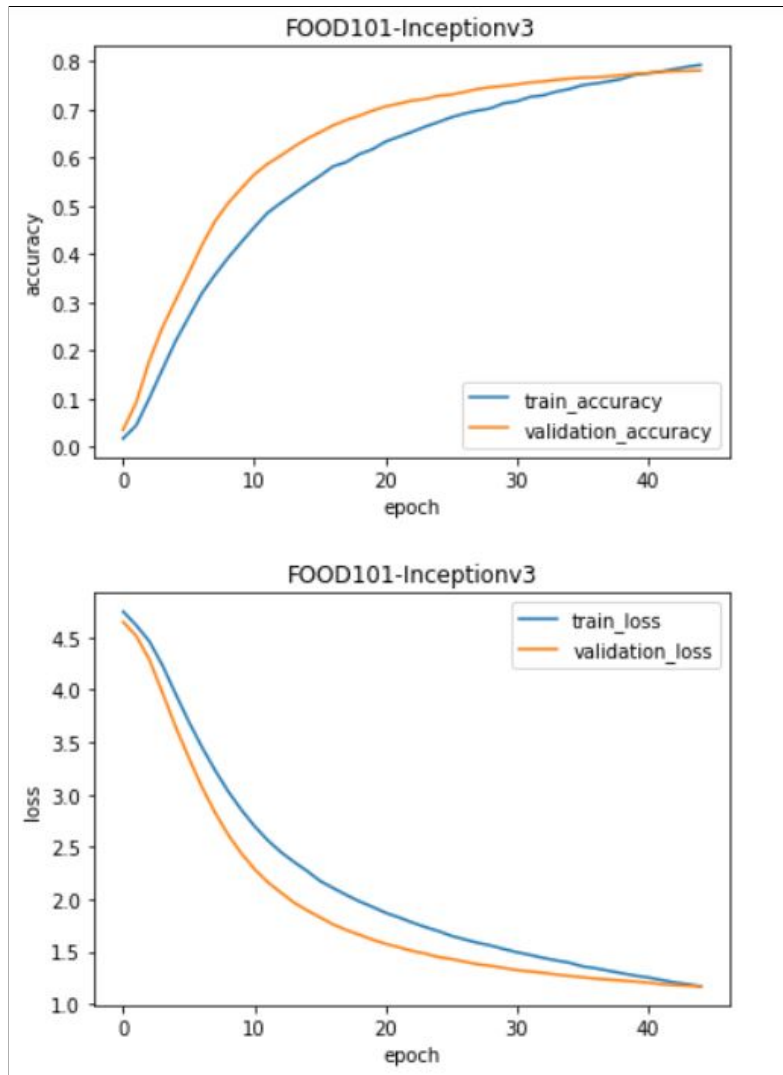 FOOD101-Inceptionv3
0.8
0.7
0.6
0.5
0.4
0.3
0.2
0.1
0.0
accuracy
train_accuracy
validation_accuracy
0 10 20 30 40
epoch
FOOD101-Inceptionv3
4.5
4.0
3.5
3.0
2.5
2.0
1.5
1.0
loss
train_loss
validation_loss
0 10 20 30 40
epoch